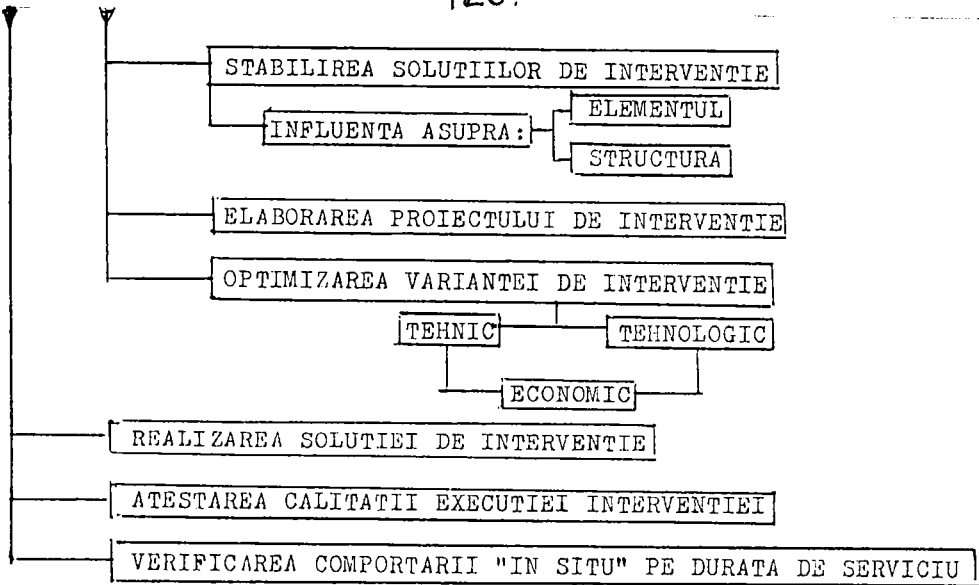 STABILIREA SOLUTIILOR DE INTERVENTIE
INFLUENTA ASUPRA:
ELEMENTUL
STRUCTURA
ELABORAREA PROIECTULUI DE INTERVENTIE
OPTIMIZAREA VARIANTEI DE INTERVENTIE
TEHNIC
TEHNOLOGIC
ECONOMIC
REALIZAREA SOLUTIEI DE INTERVENTIE
ATESTAREA CALITATII EXECUTIEI INTERVENTIEI
VERIFICAREA COMPORTARII "IN SITU" PE DURATA DE SERVICIU